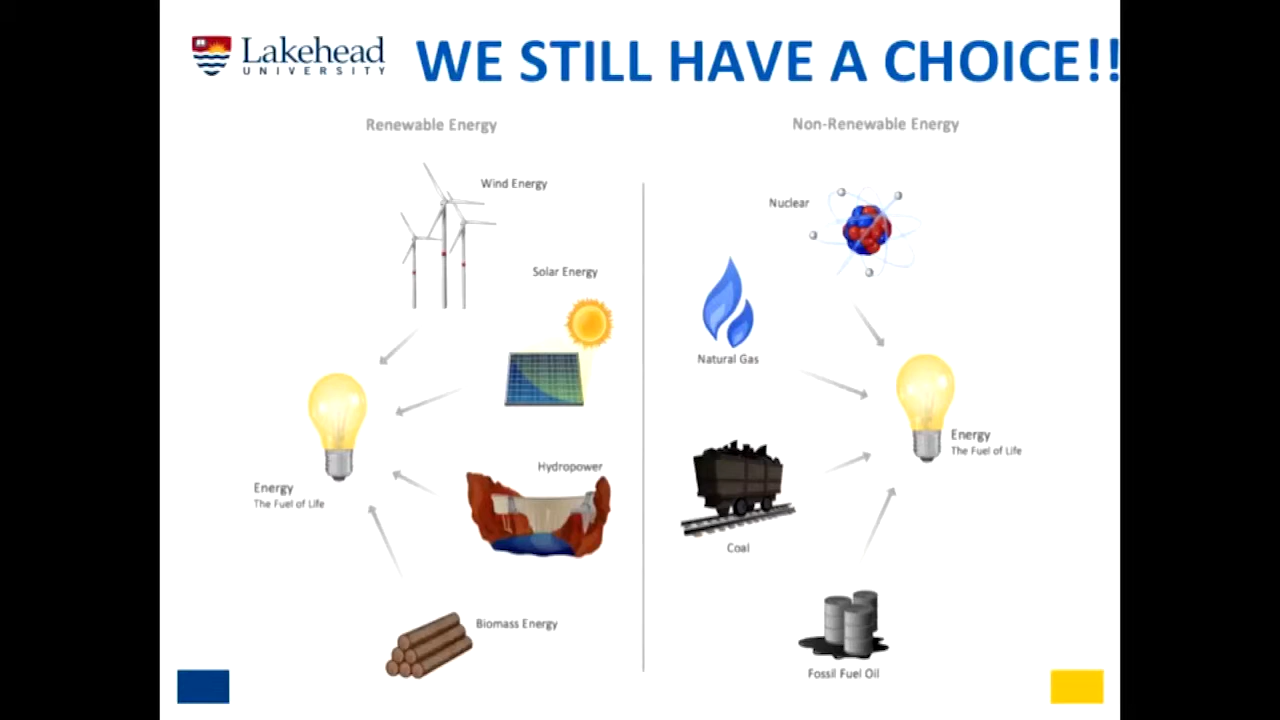 Lakehead
UNIVERSITY
WE STILL HAVE A CHOICE!!
Renewable Energy
Non-Renewable Energy
Wind Energy
Nuclear
Solar Energy
Natural Gas
Energy
The Fuel of Life
Hydropower
Energy
The Fuel of Life
Coal
Biomass Energy
Fossil Fuel Oil